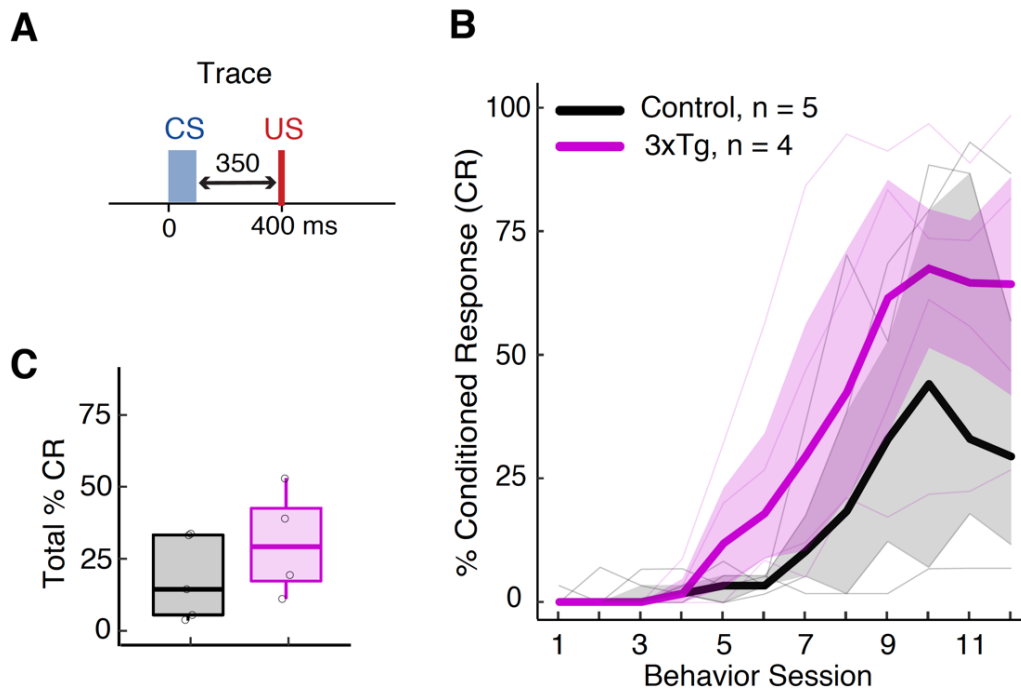 A
Trace
CS
US
350
0
400 ms
B
100
75
50
25
0
% Conditioned Response (CR)
Control, n = 5
3xTg, n = 4
1
3
5
7
9
11
Behavior Session
C
75
50
25
0
Total % CR